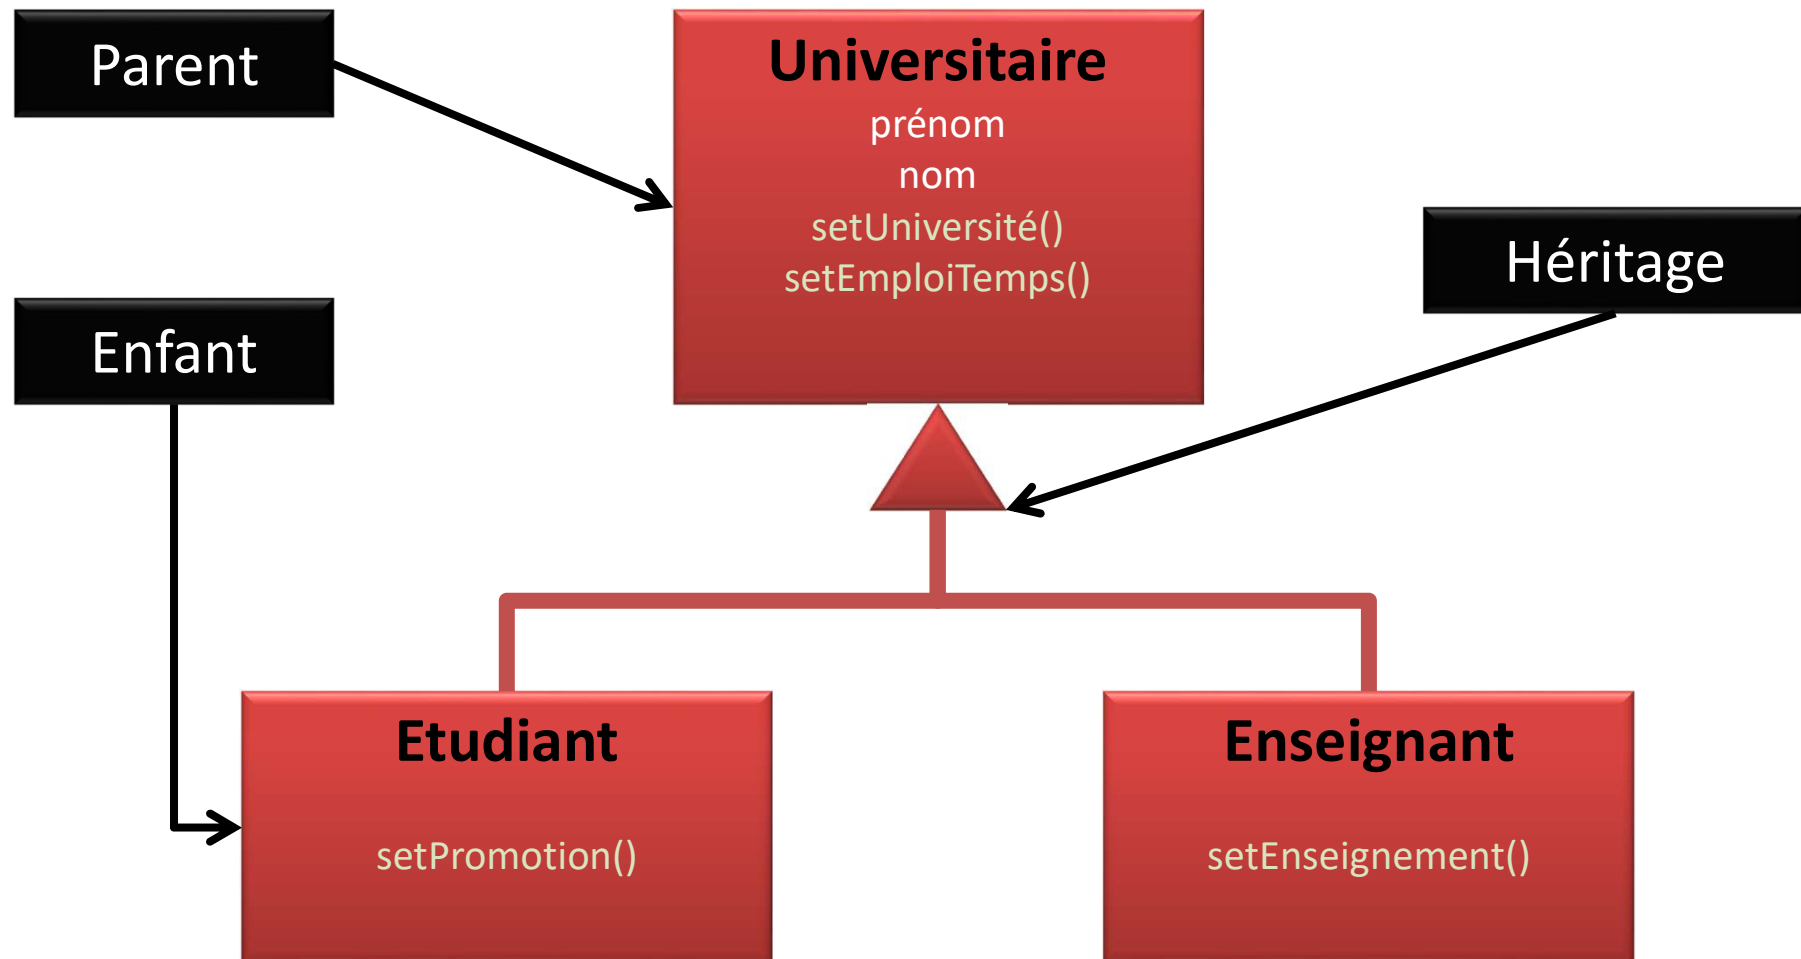 Parent
Universitaire
prénom
nom
setUniversité()
setEmploiTemps()
Héritage
Enfant
Etudiant
setPromotion()
Enseignant
setEnseignement()